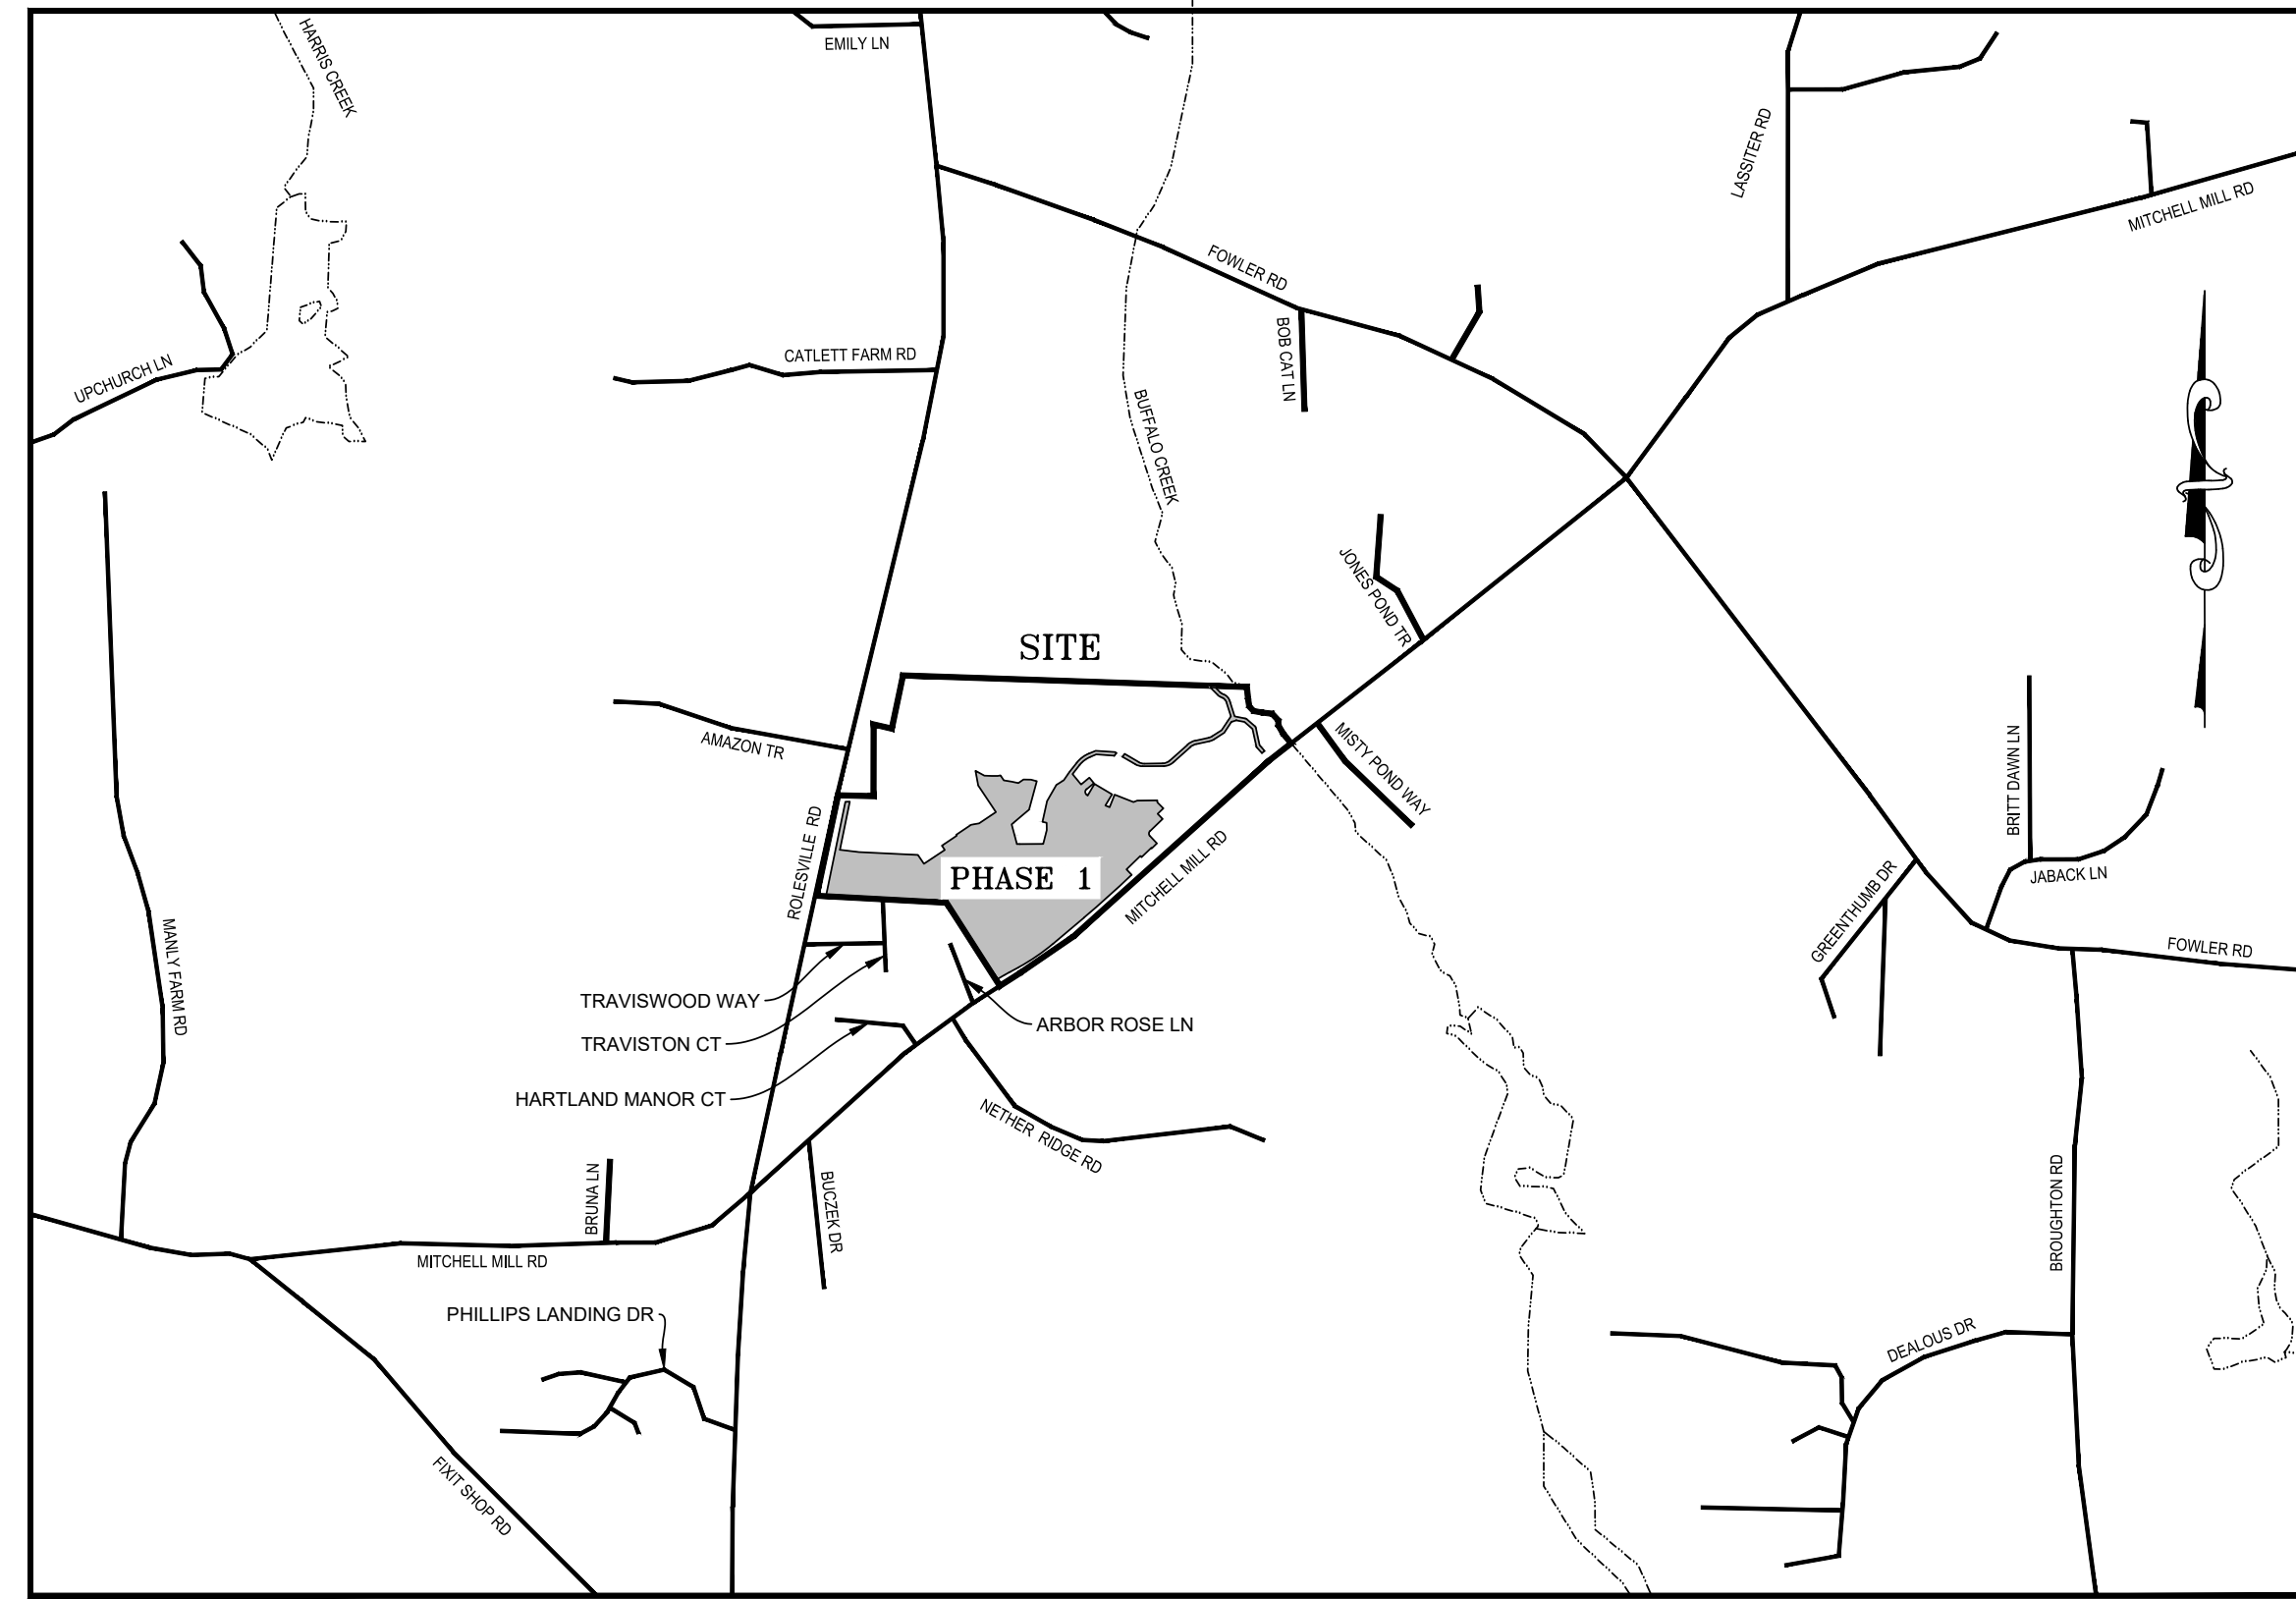 HARRIS CREEK
EMILY LN
LASSITER RD
MITCHELL MILL RD
FOWLER RD
UPCHURCH LN
CATLETT FARM RD
BOB CAT LN
BUFFALO CREEK
JONES POND TR
SITE
AMAZON TR
MISTY POND WAY
BRITT DAWN LN
ROLESVILLE RD
PHASE 1
MITCHELL MILL RD
JABACK LN
GREENTHUMB DR
FOWLER RD
MANLY FARM RD
TRAVISWOOD WAY
ARBOR ROSE LN
TRAVISTON CT
HARTLAND MANOR CT
NETHER RIDGE RD
BRUNA LN
BUCZEK DR
BROUGHTON RD
MITCHELL MILL RD
PHILLIPS LANDING DR
DEALOUS DR
FIXIT SHOP RD